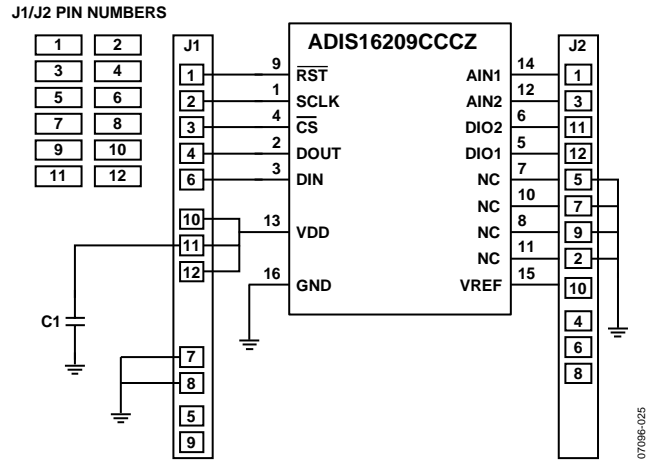 J1/J2 PIN NUMBERS
1 2
3 4
5 6
7 8
9 10
11 12
J1
ADIS16209CCCZ
J2
1 9 RST AIN1 14 1
2 1 SCLK AIN2 12 3
3 4 CS DIO2 6 11
4 2 DOUT DIO1 5 12
6 3 DIN NC 7 5
NC 10 7
10
11 13 VDD NC 8 9
12
NC 11 2
16 GND VREF 15 10
C1
4
6
8
7
8
5
9
07096-025